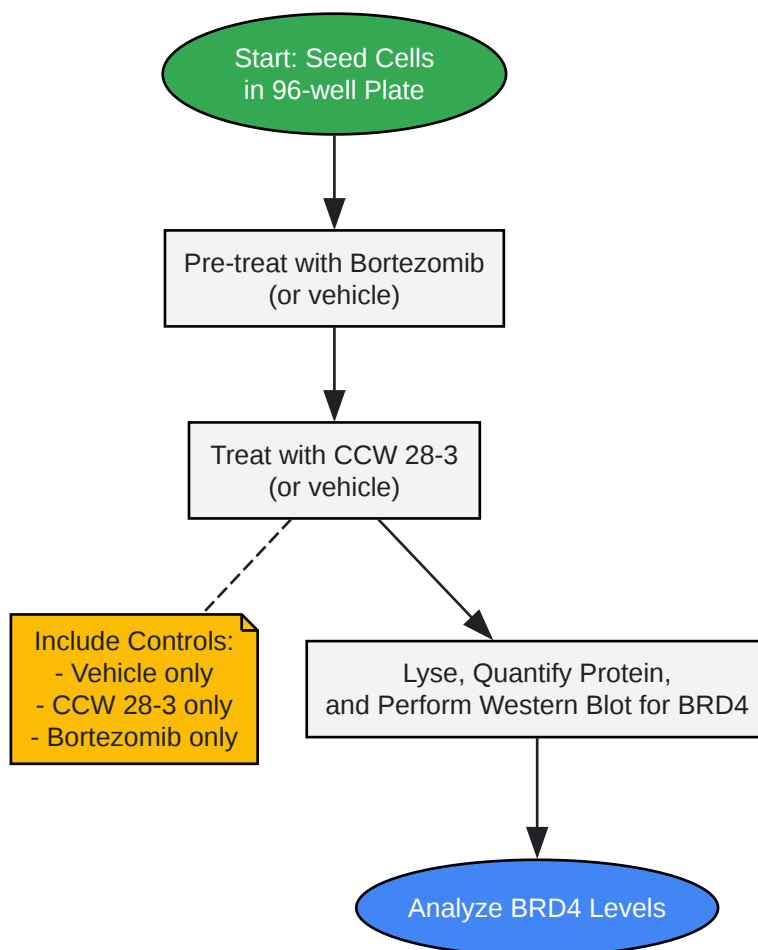 Start: Seed Cells
in 96-well Plate
Pre-treat with Bortezomib
(or vehicle)
Treat with CCW 28-3
(or vehicle)
Include Controls:
- Vehicle only
- CCW 28-3 only
- Bortezomib only
Lyse, Quantify Protein,
and Perform Western Blot for BRD4
Analyze BRD4 Levels